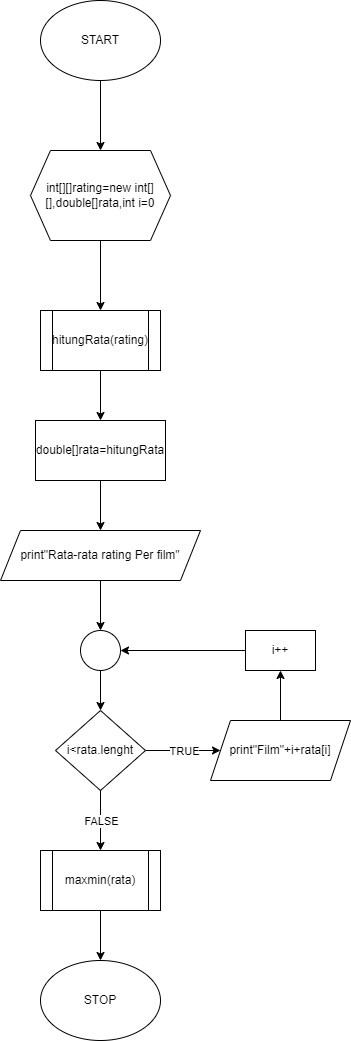 START
int[][]rating=new int[]
[],double[]rata,int i=0
hitungRata(rating)
double[]rata=hitungRata
print"Rata-rata rating Per film"
i++
i<rata.lenght
TRUE
print"Film"+i+rata[i]
FALSE
maxmin(rata)
STOP